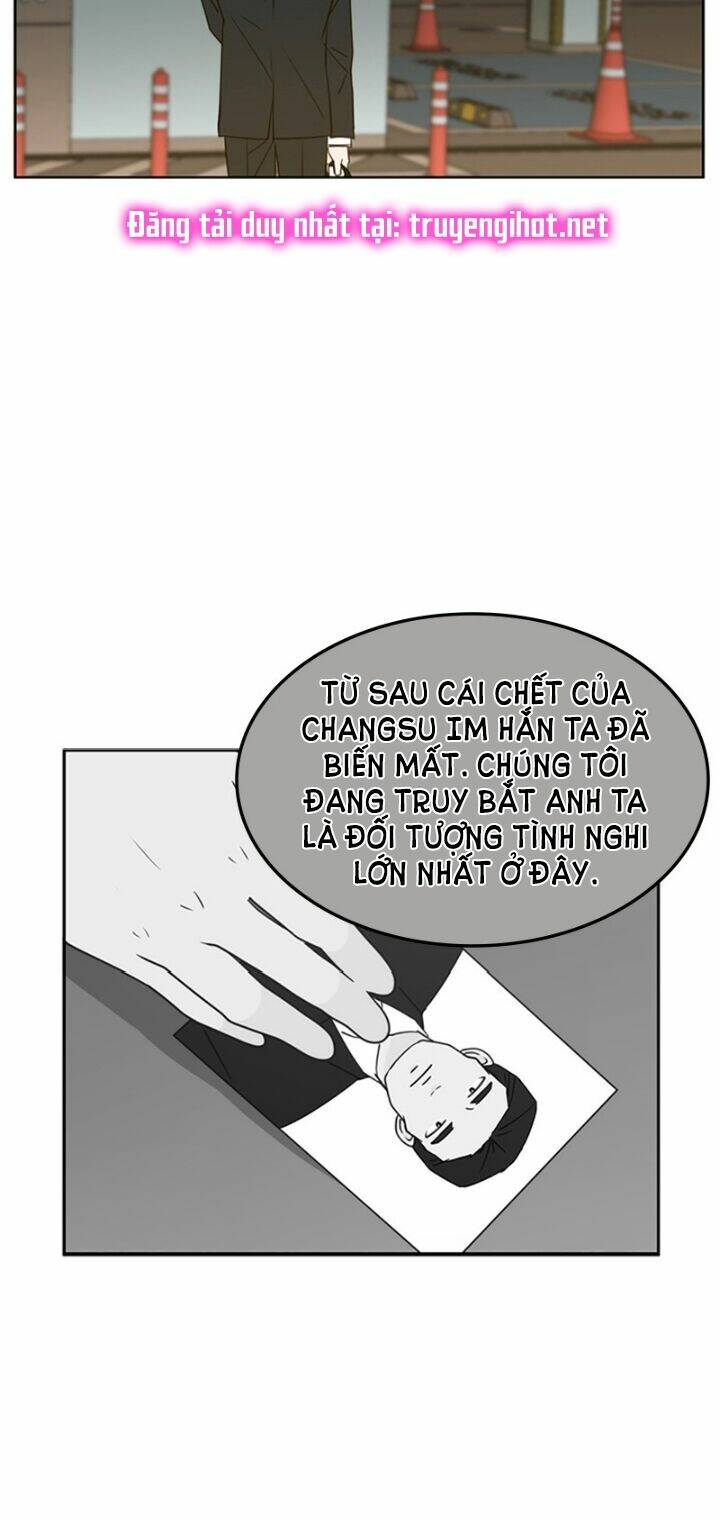 Đăng tải duy nhất tại: truyengihot.net
TỪ SAU CÁI CHẾT CỦA
CHANGSU IM HẮN TA ĐÃ
BIẾN MẤT. CHÚNG TÔI
ĐANG TRUY BẮT ANH TA
LÀ ĐỐI TƯỢNG TÌNH NGHI
LỚN NHẤT Ở ĐÂY.